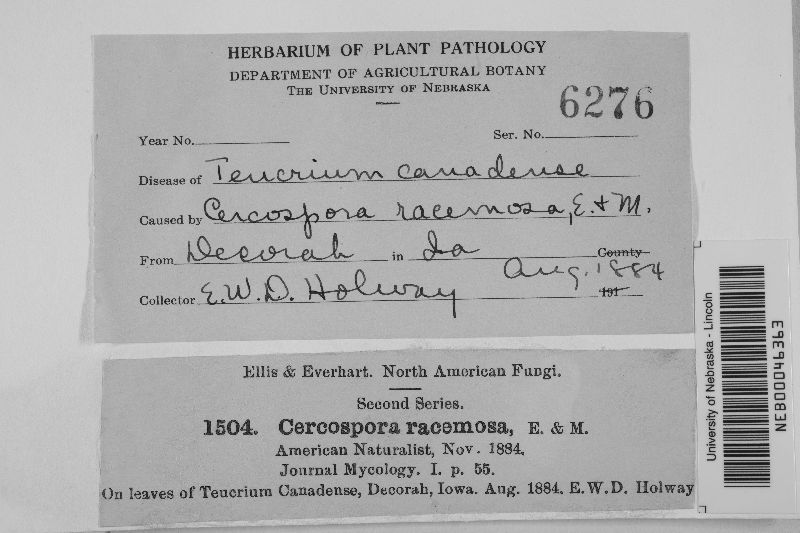 HERBARIUM OF PLANT PATHOLOGY
DEPARTMENT OF AGRICULTURAL BOTANY
THE UNIVERSITY OF NEBRASKA
6276
Year No. Ser. No.
Disease of Teucrium canadense
Caused by Cercospora racemosa, E. & M.
From Decorah in Ia County
Aug. 1884
Collector E.W.D. Holway 191
Ellis & Everhart. North American Fungi.
Second Series.
1504. Cercospora racemosa, E. & M.
American Naturalist, Nov. 1884.
Journal Mycology. I. p. 55.
On leaves of Teucrium Canadense, Decorah, Iowa. Aug. 1884. E.W.D. Holway
University of Nebraska - Lincoln
NEB00046363